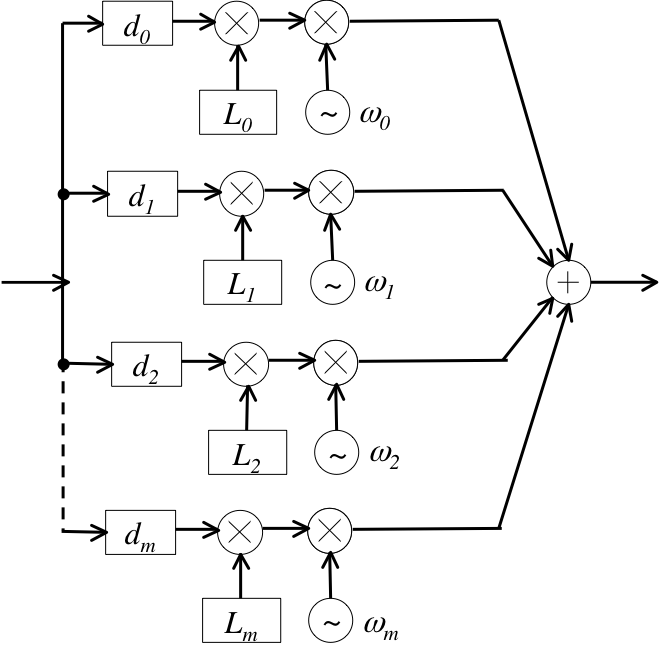 d₀
L₀ ~ ω₀
d₁
L₁ ~ ω₁
+
d₂
L₂ ~ ω₂
dₘ
Lₘ ~ ωₘ